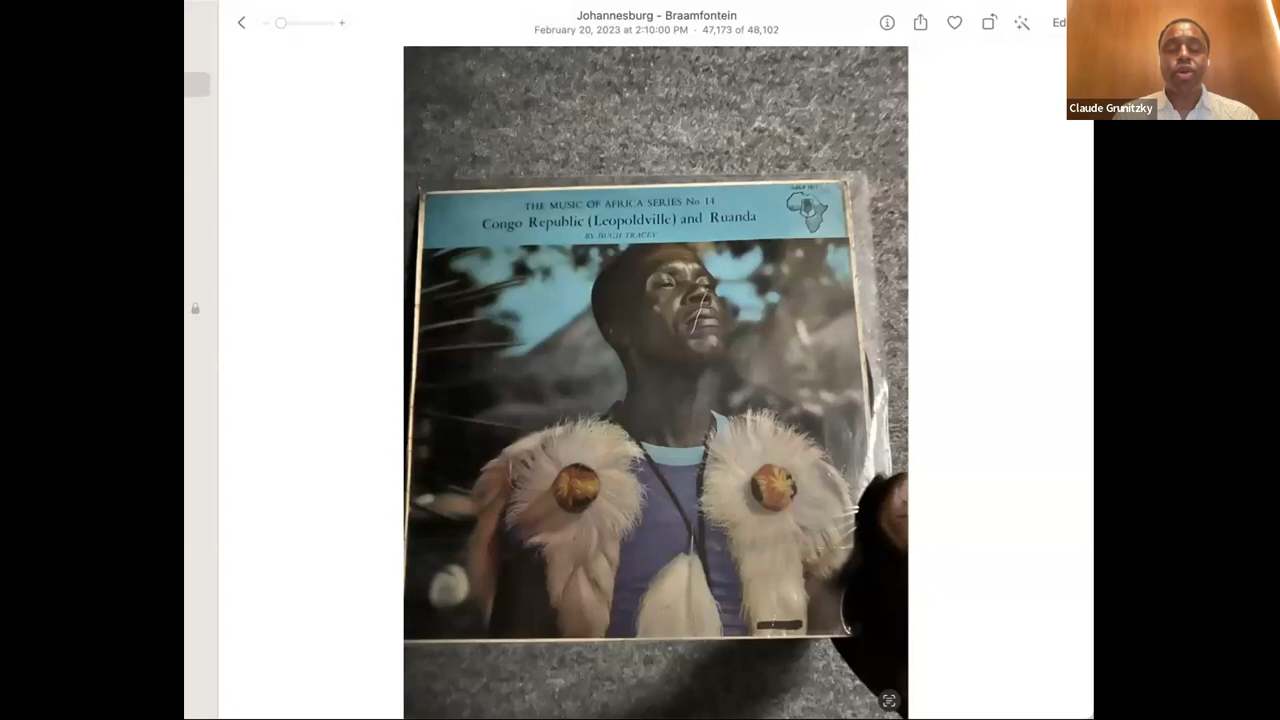 Johannesburg - Braamfontein
February 20, 2023 at 2:10:00 PM · 47,173 of 48,102
Ed
Claude Grunitzky
THE MUSIC OF AFRICA SERIES No 14
Congo Republic (Leopoldville) and Ruanda
BY HUGH TRACEY